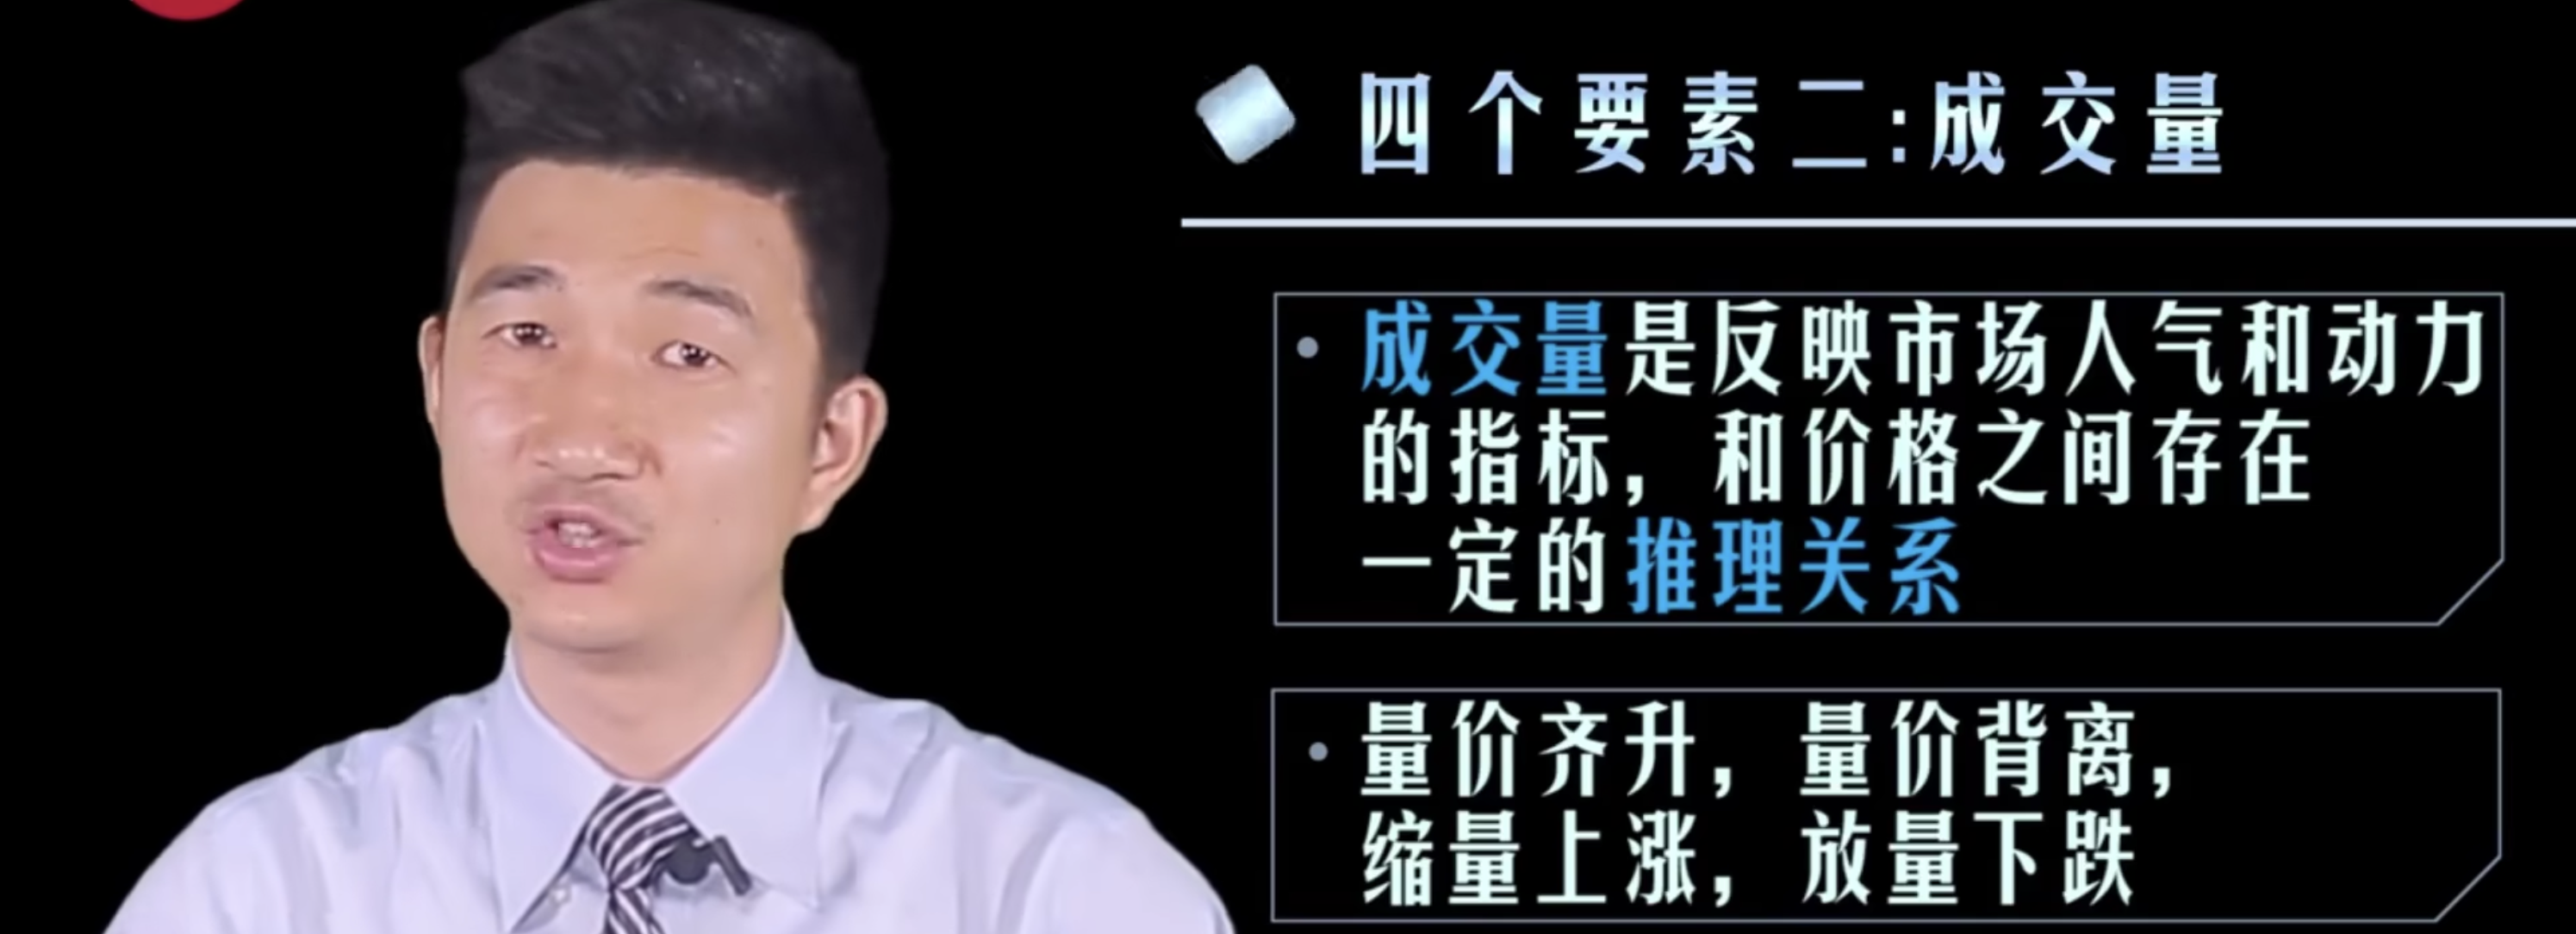 四个要素二:成交量
成交量是反映市场人气和动力
的指标，和价格之间存在
一定的推理关系
量价齐升，量价背离，
缩量上涨，放量下跌